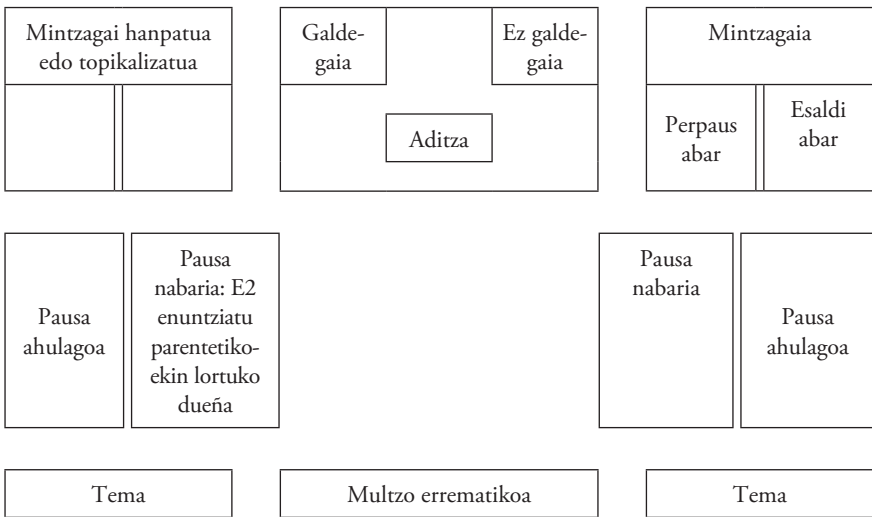 Mintzagai hanpatua
edo topikalizatua
Galde-
gaia
Ez galde-
gaia
Aditza
Mintzagaia
Perpaus
abar
Esaldi
abar
Pausa
ahulagoa
Pausa
nabaria: E2
enuntziatu
parentetiko-
ekin lortuko
dueña
Pausa
nabaria
Pausa
ahulagoa
Tema
Multzo errematikoa
Tema